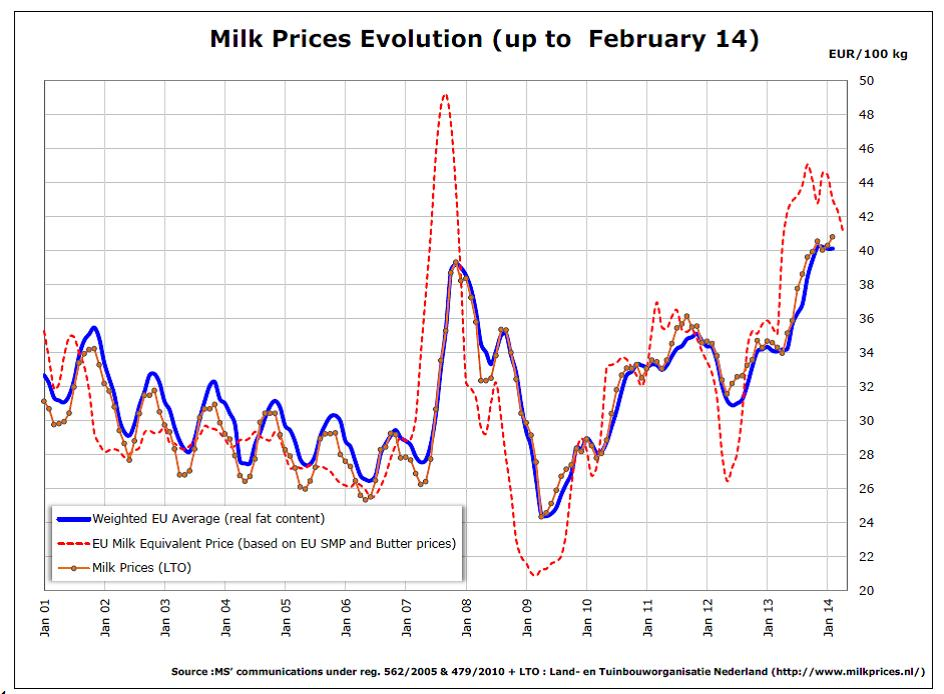 Milk Prices Evolution (up to  February 14)
EUR/100 kg
50
48
46
44
42
40
38
36
34
32
30
28
26
24
22
20
Weighted EU Average (real fat content)
EU Milk Equivalent Price (based on EU SMP and Butter prices)
Milk Prices (LTO)
Jan 01
Jan 02
Jan 03
Jan 04
Jan 05
Jan 06
Jan 07
Jan 08
Jan 09
Jan 10
Jan 11
Jan 12
Jan 13
Jan 14
Source :MS' communications under reg. 562/2005 & 479/2010 + LTO : Land- en Tuinbouworganisatie Nederland (http://www.milkprices.nl/)